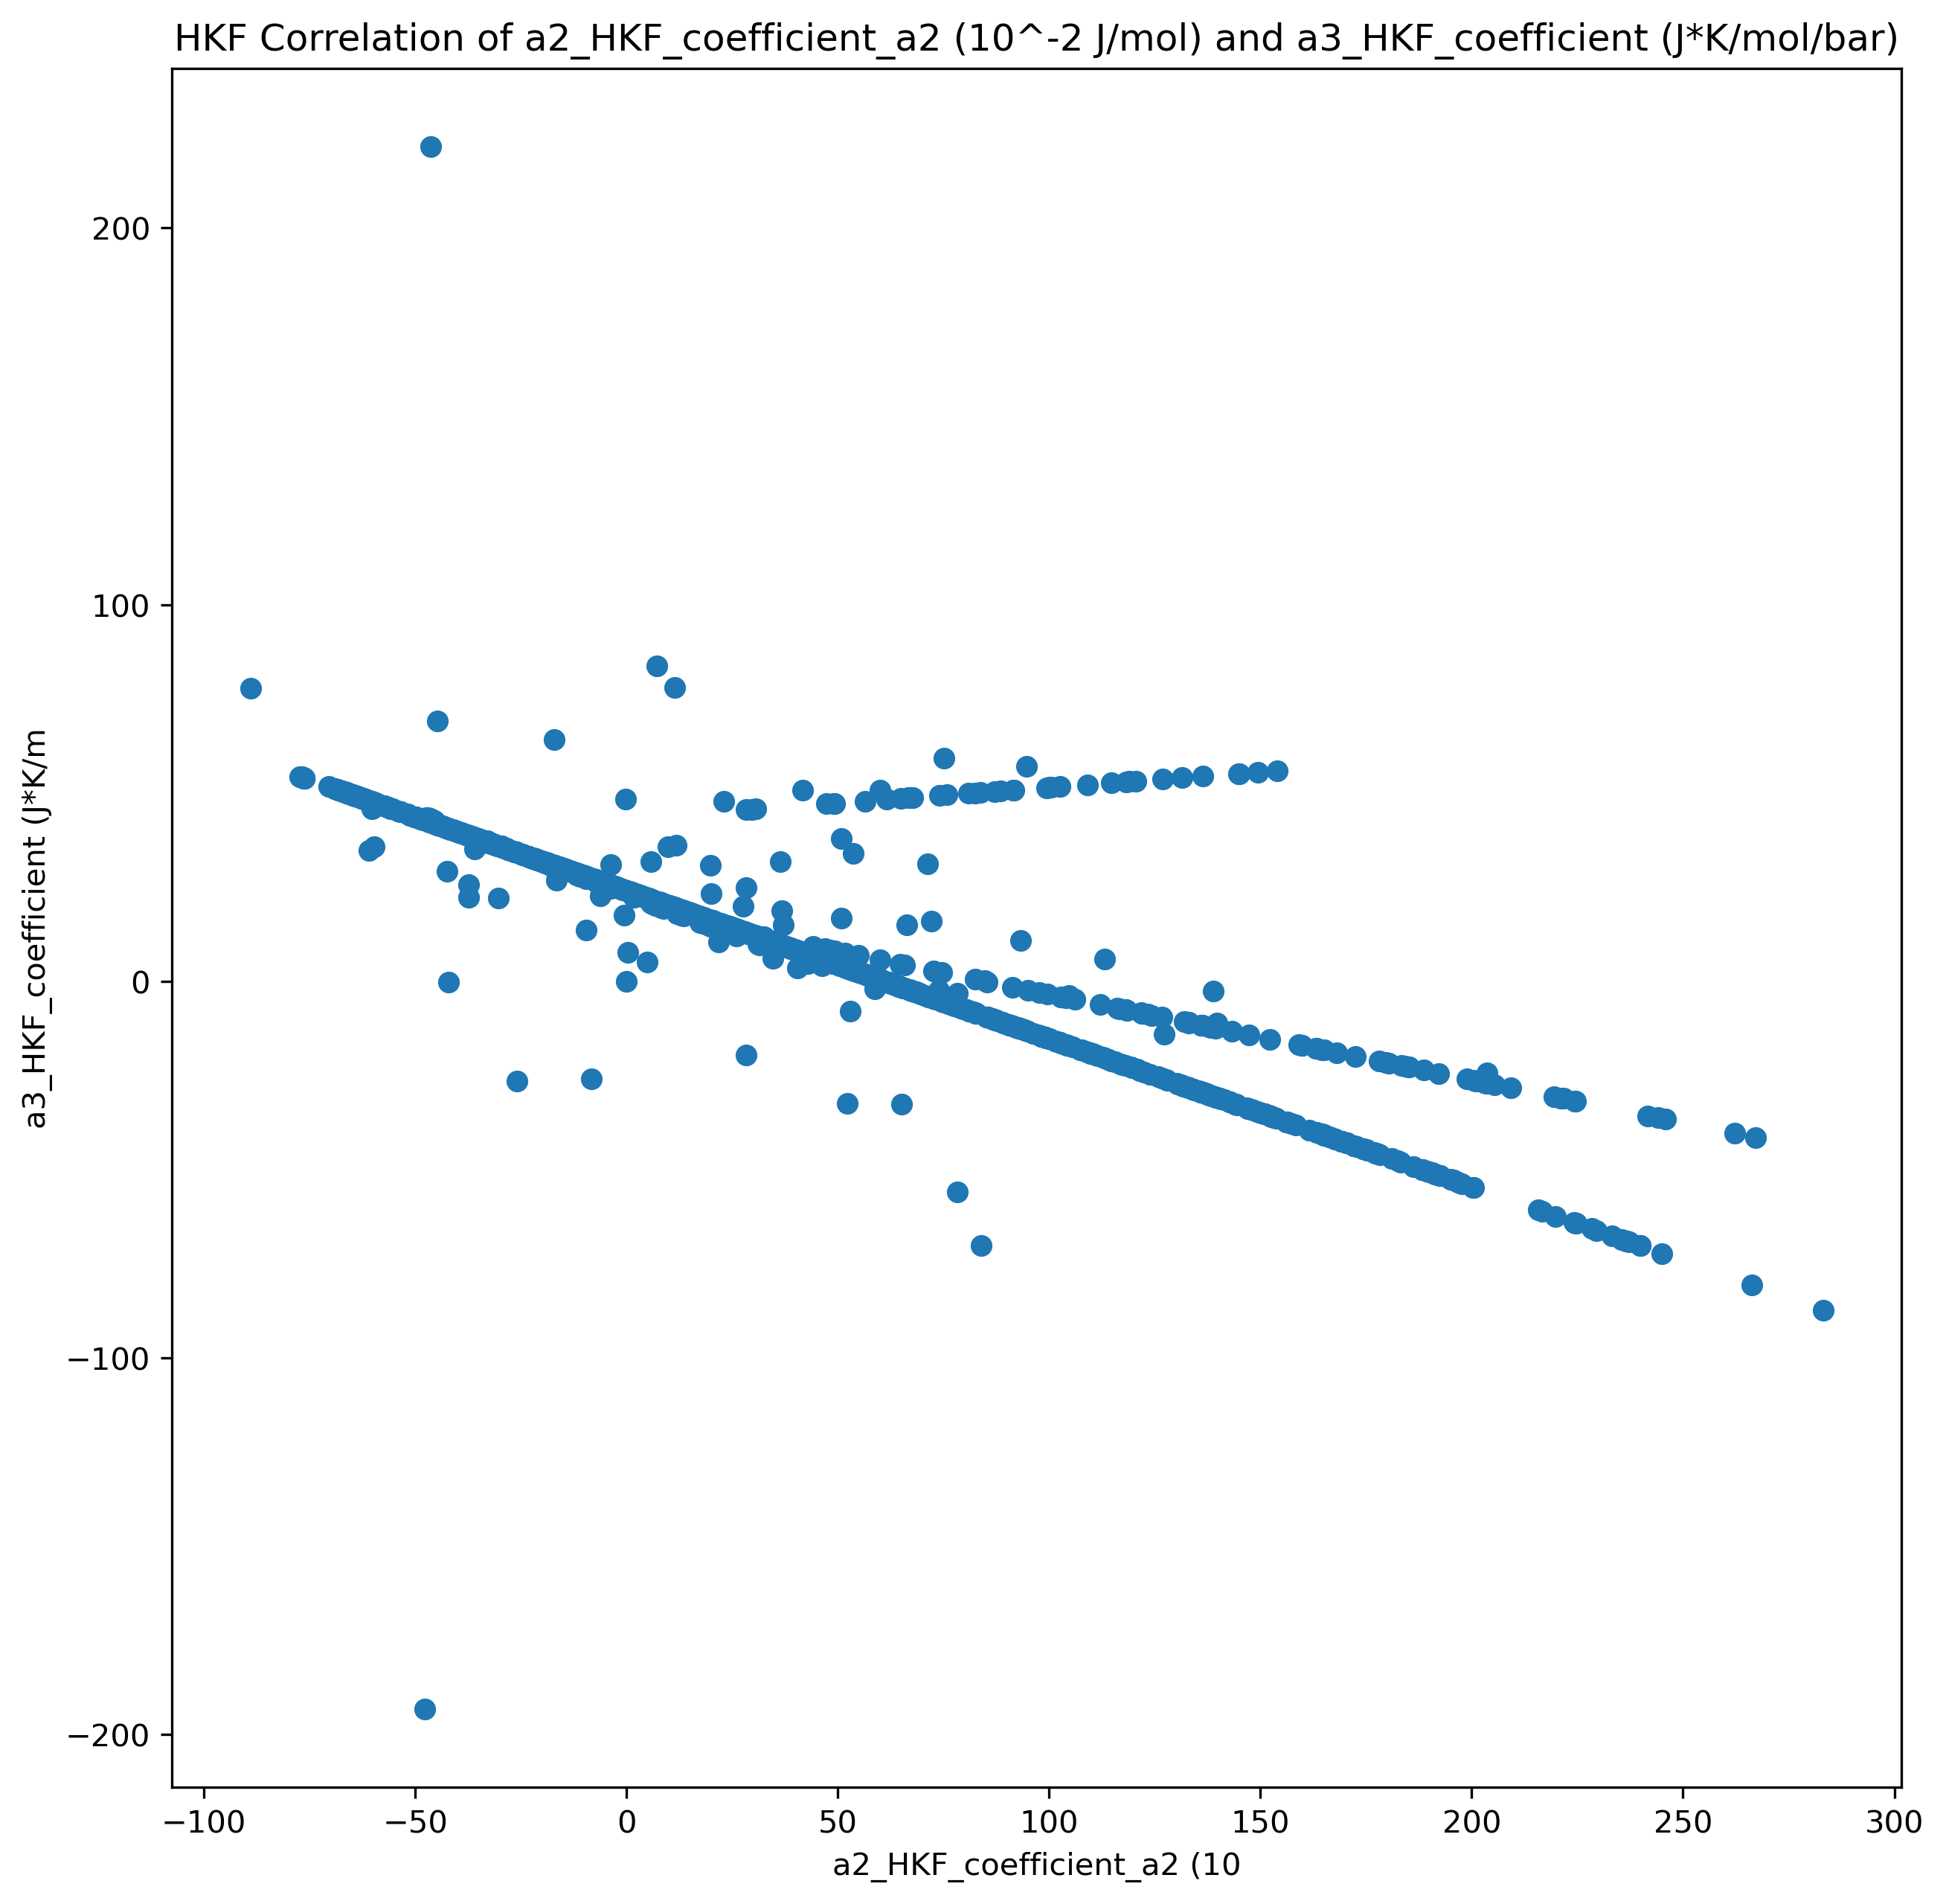 HKF Correlation of a2_HKF_coefficient_a2 (10^-2 J/mol) and a3_HKF_coefficient (J*K/mol/bar)
200
100
0
−100
−200
a3_HKF_coefficient (J*K/m
−100 −50 0 50 100 150 200 250 300
a2_HKF_coefficient_a2 (10